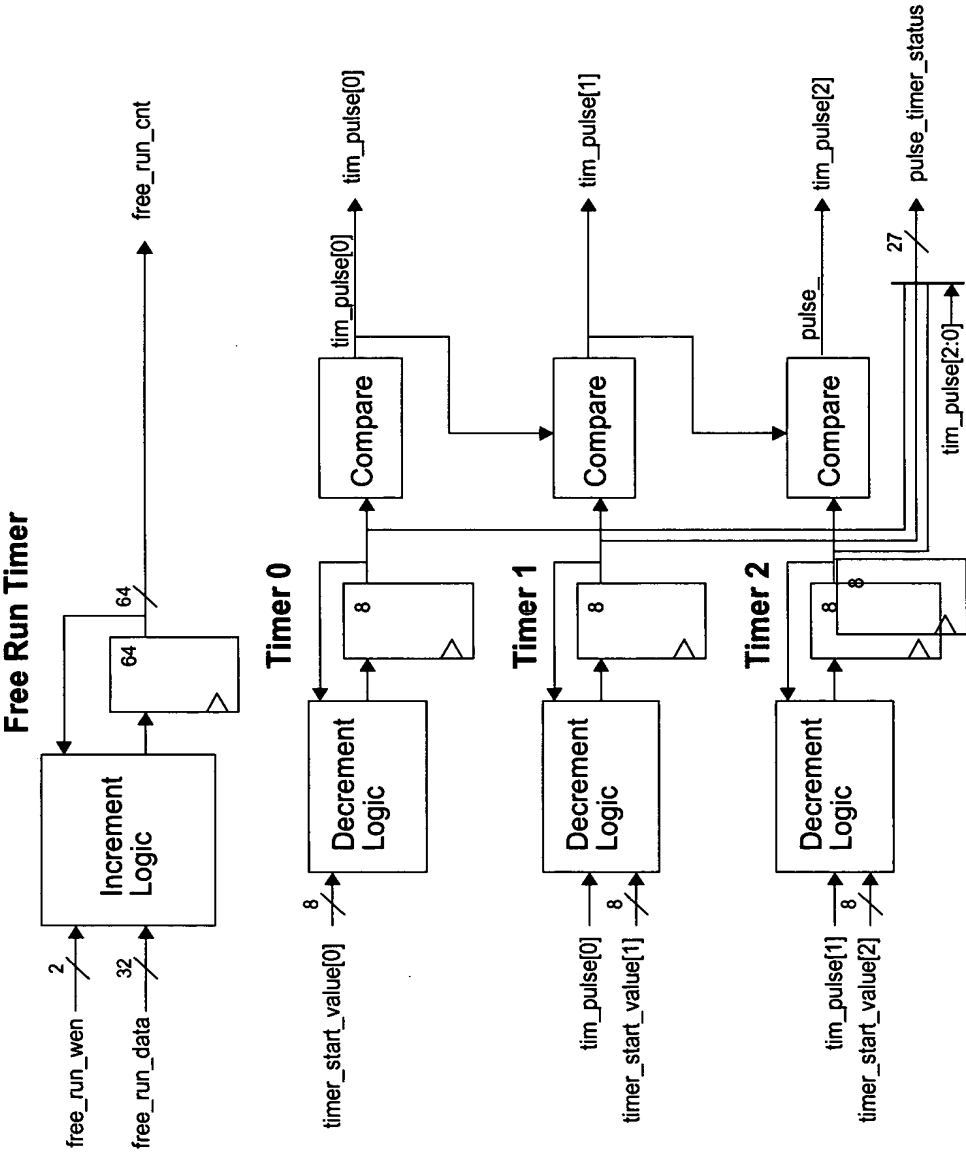 Free Run Timer
free_run_wen
2
free_run_data
32
Increment
Logic
64
64
free_run_cnt
Timer 0
timer_start_value[0]
8
Decrement
Logic
8
Compare
tim_pulse[0]
tim_pulse[0]
Timer 1
tim_pulse[0]
timer_start_value[1]
8
Decrement
Logic
8
Compare
tim_pulse[1]
Timer 2
tim_pulse[1]
timer_start_value[2]
8
Decrement
Logic
8
8
Compare
pulse_
tim_pulse[2]
27
pulse_timer_status
tim_pulse[2:0]